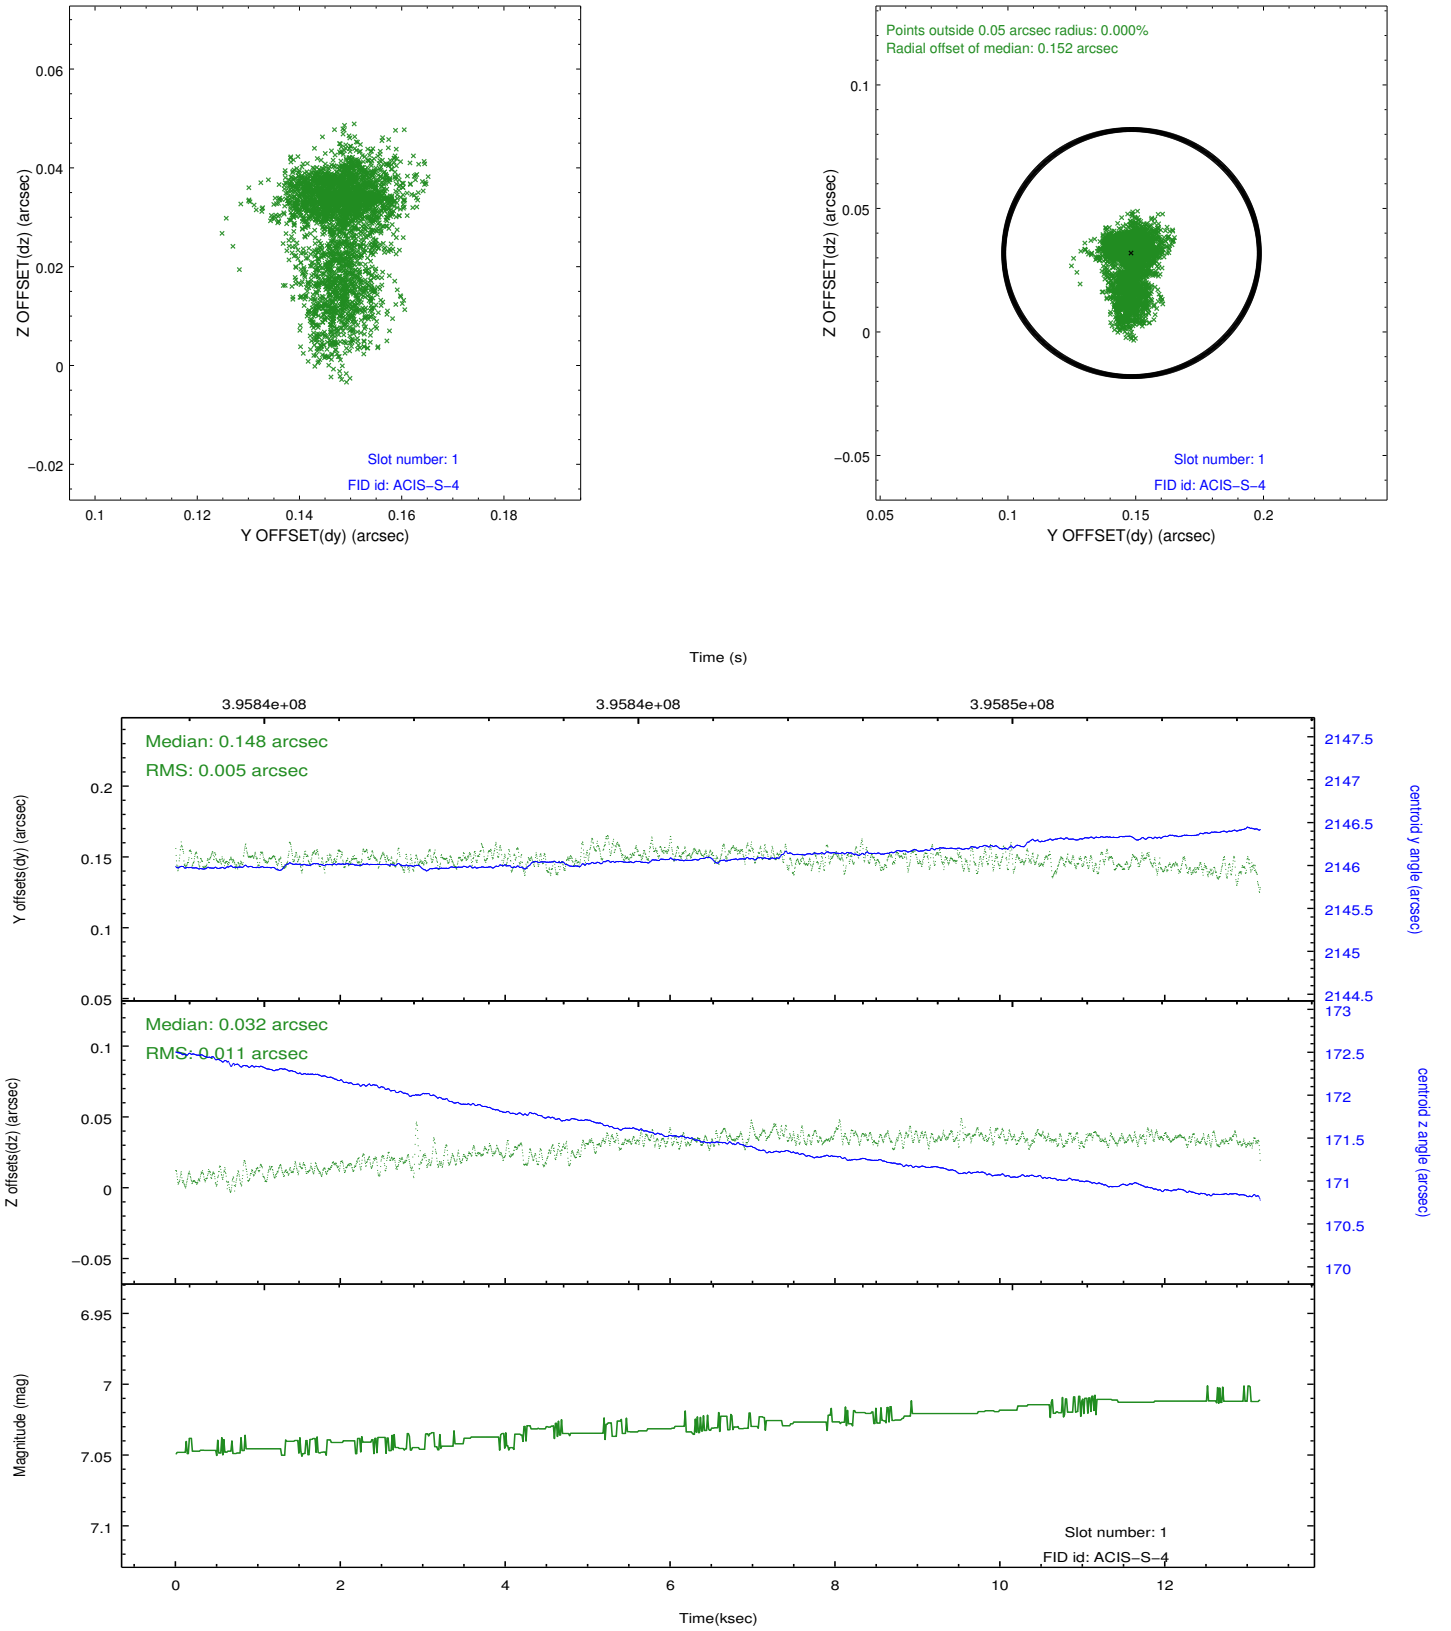 0.06
0.04
0.02
0
−0.02
Z OFFSET(dz) (arcsec)
Slot number: 1
FID id: ACIS−S−4
0.1 0.12 0.14 0.16 0.18
Y OFFSET(dy) (arcsec)
Points outside 0.05 arcsec radius: 0.000%
Radial offset of median: 0.152 arcsec
0.1
0.05
0
−0.05
Z OFFSET(dz) (arcsec)
Slot number: 1
FID id: ACIS−S−4
0.05 0.1 0.15 0.2
Y OFFSET(dy) (arcsec)
Time (s)
3.9584e+08 3.9584e+08 3.9585e+08
Median: 0.148 arcsec
RMS: 0.005 arcsec
0.2
0.15
0.1
0.05
Y offsets(dy) (arcsec)
2147.5
2147
2146.5
2146
2145.5
2145
2144.5
centroid y angle (arcsec)
Median: 0.032 arcsec
RMS: 0.011 arcsec
0.1
0.05
0
−0.05
Z offsets(dz) (arcsec)
173
172.5
172
171.5
171
170.5
170
centroid z angle (arcsec)
6.95
7
7.05
7.1
Magnitude (mag)
Slot number: 1
FID id: ACIS−S−4
0 2 4 6 8 10 12
Time(ksec)